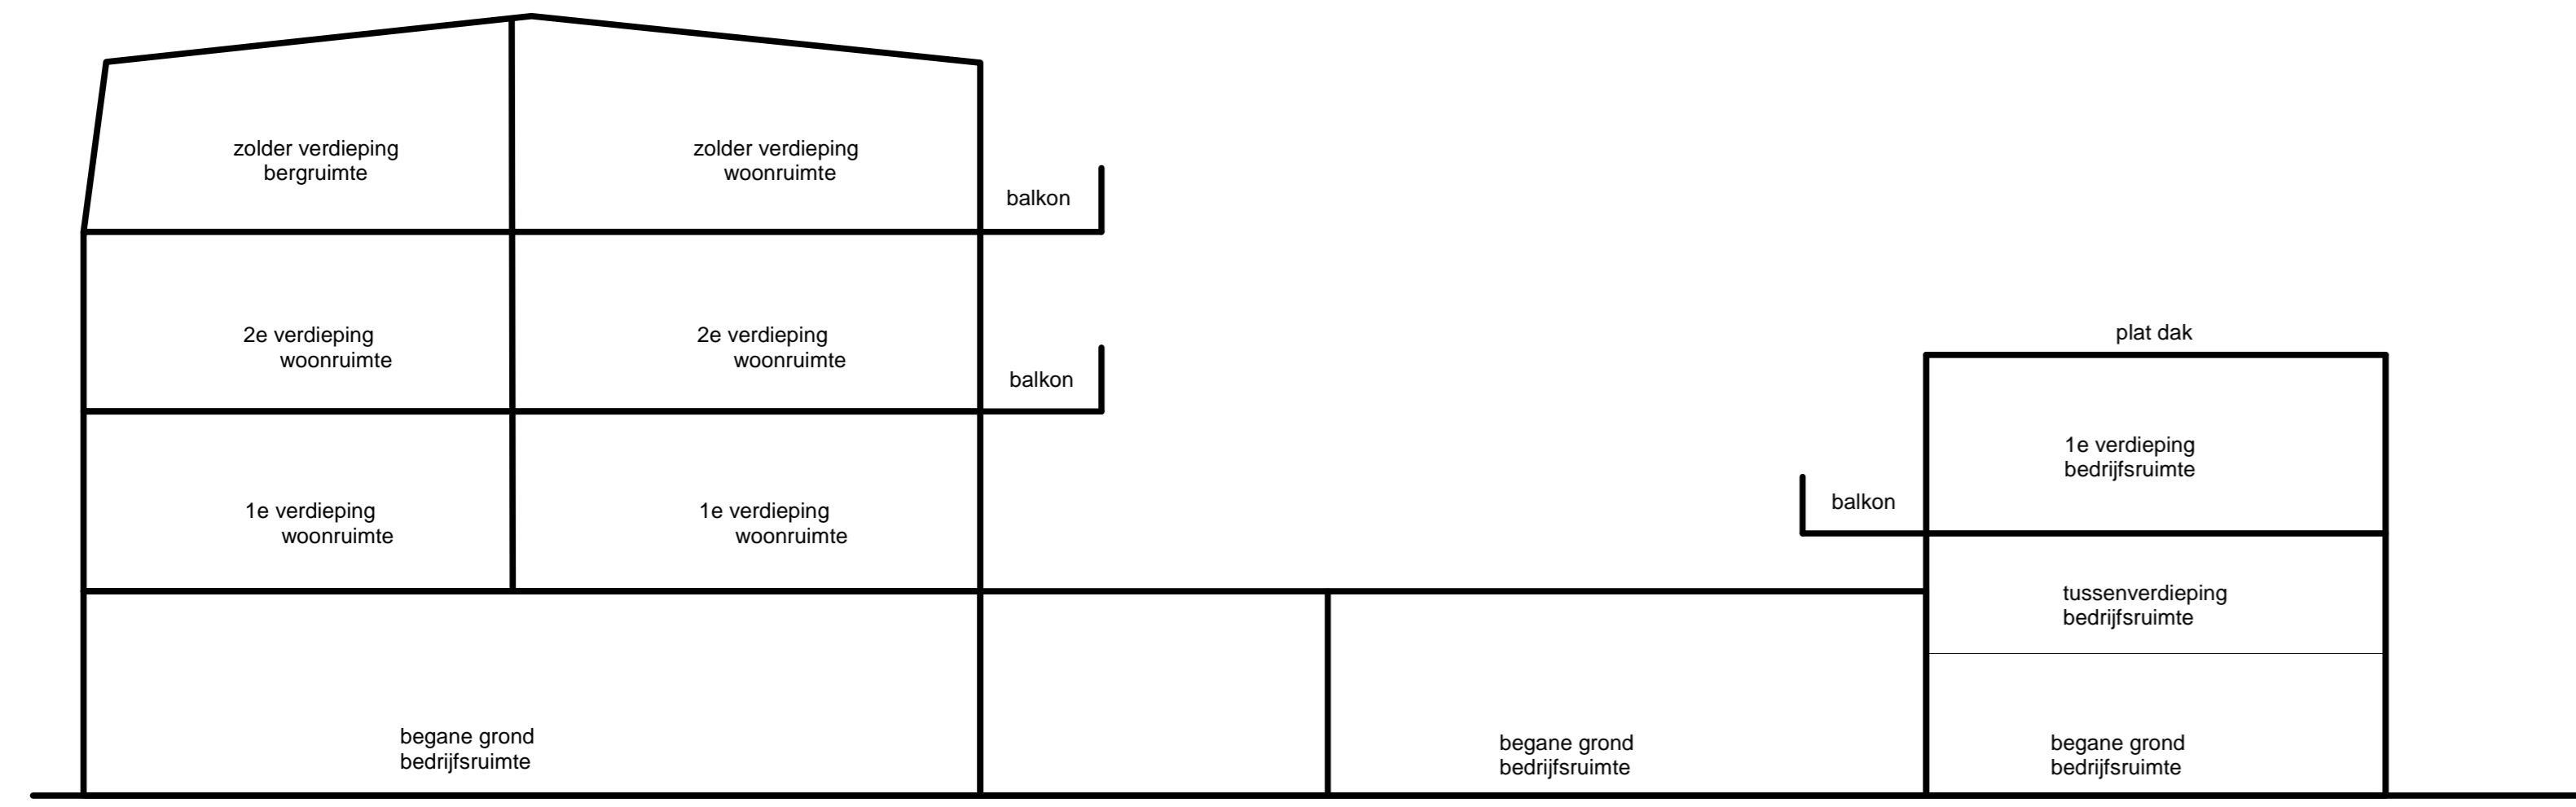 zolder verdieping
bergruimte
zolder verdieping
woonruimte
balkon
2e verdieping
woonruimte
2e verdieping
woonruimte
balkon
plat dak
1e verdieping
bedrijfsruimte
1e verdieping
woonruimte
1e verdieping
woonruimte
balkon
tussenverdieping
bedrijfsruimte
begane grond
bedrijfsruimte
begane grond
bedrijfsruimte
begane grond
bedrijfsruimte